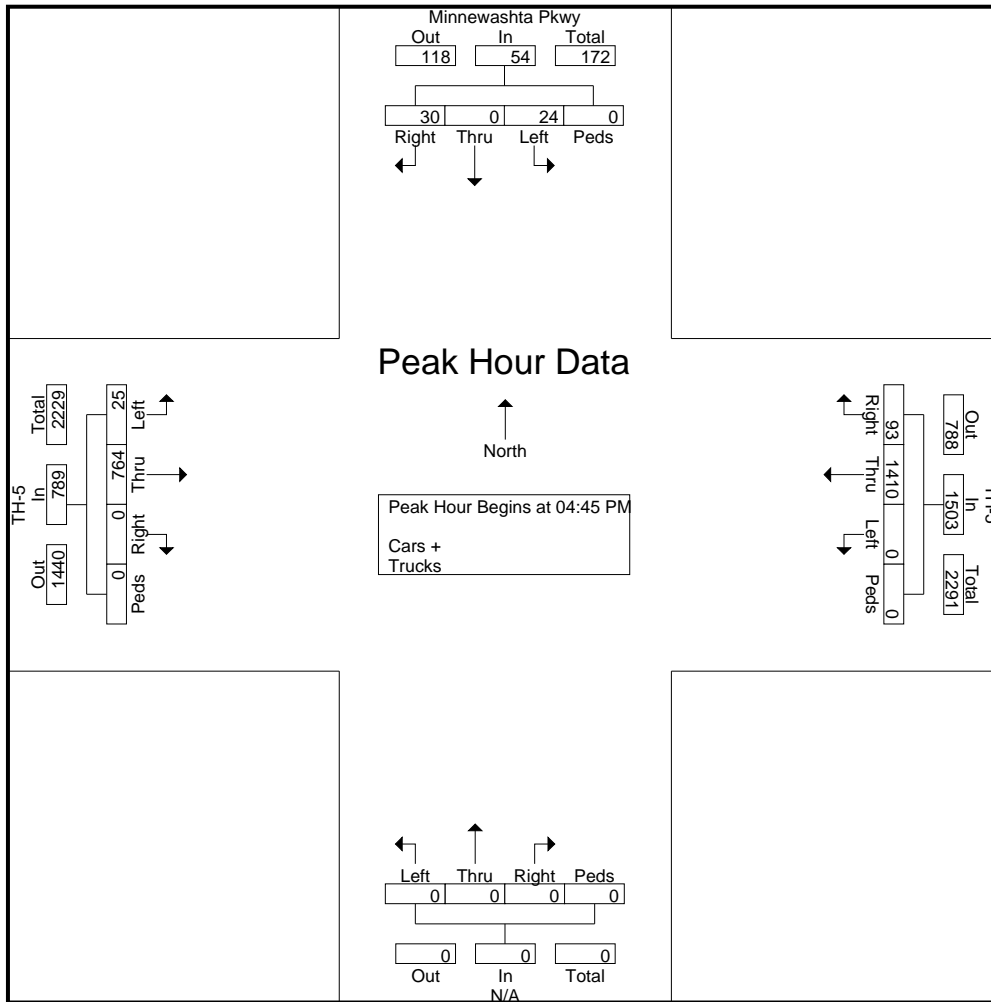 Minnewashta Pkwy
Out In Total
118 54 172
30 0 24 0
Right Thru Left Peds
Peak Hour Data
North
Peak Hour Begins at 04:45 PM
Cars +
Trucks
TH-5
Total In Out
2229 789 1440
25 764 0 0
Left Thru Right Peds
Right Thru Left Peds
93 1410 0 0
Out In Total
788 1503 2291
TH-5
Left Thru Right Peds
0 0 0 0
0 0 0
Out In Total
N/A